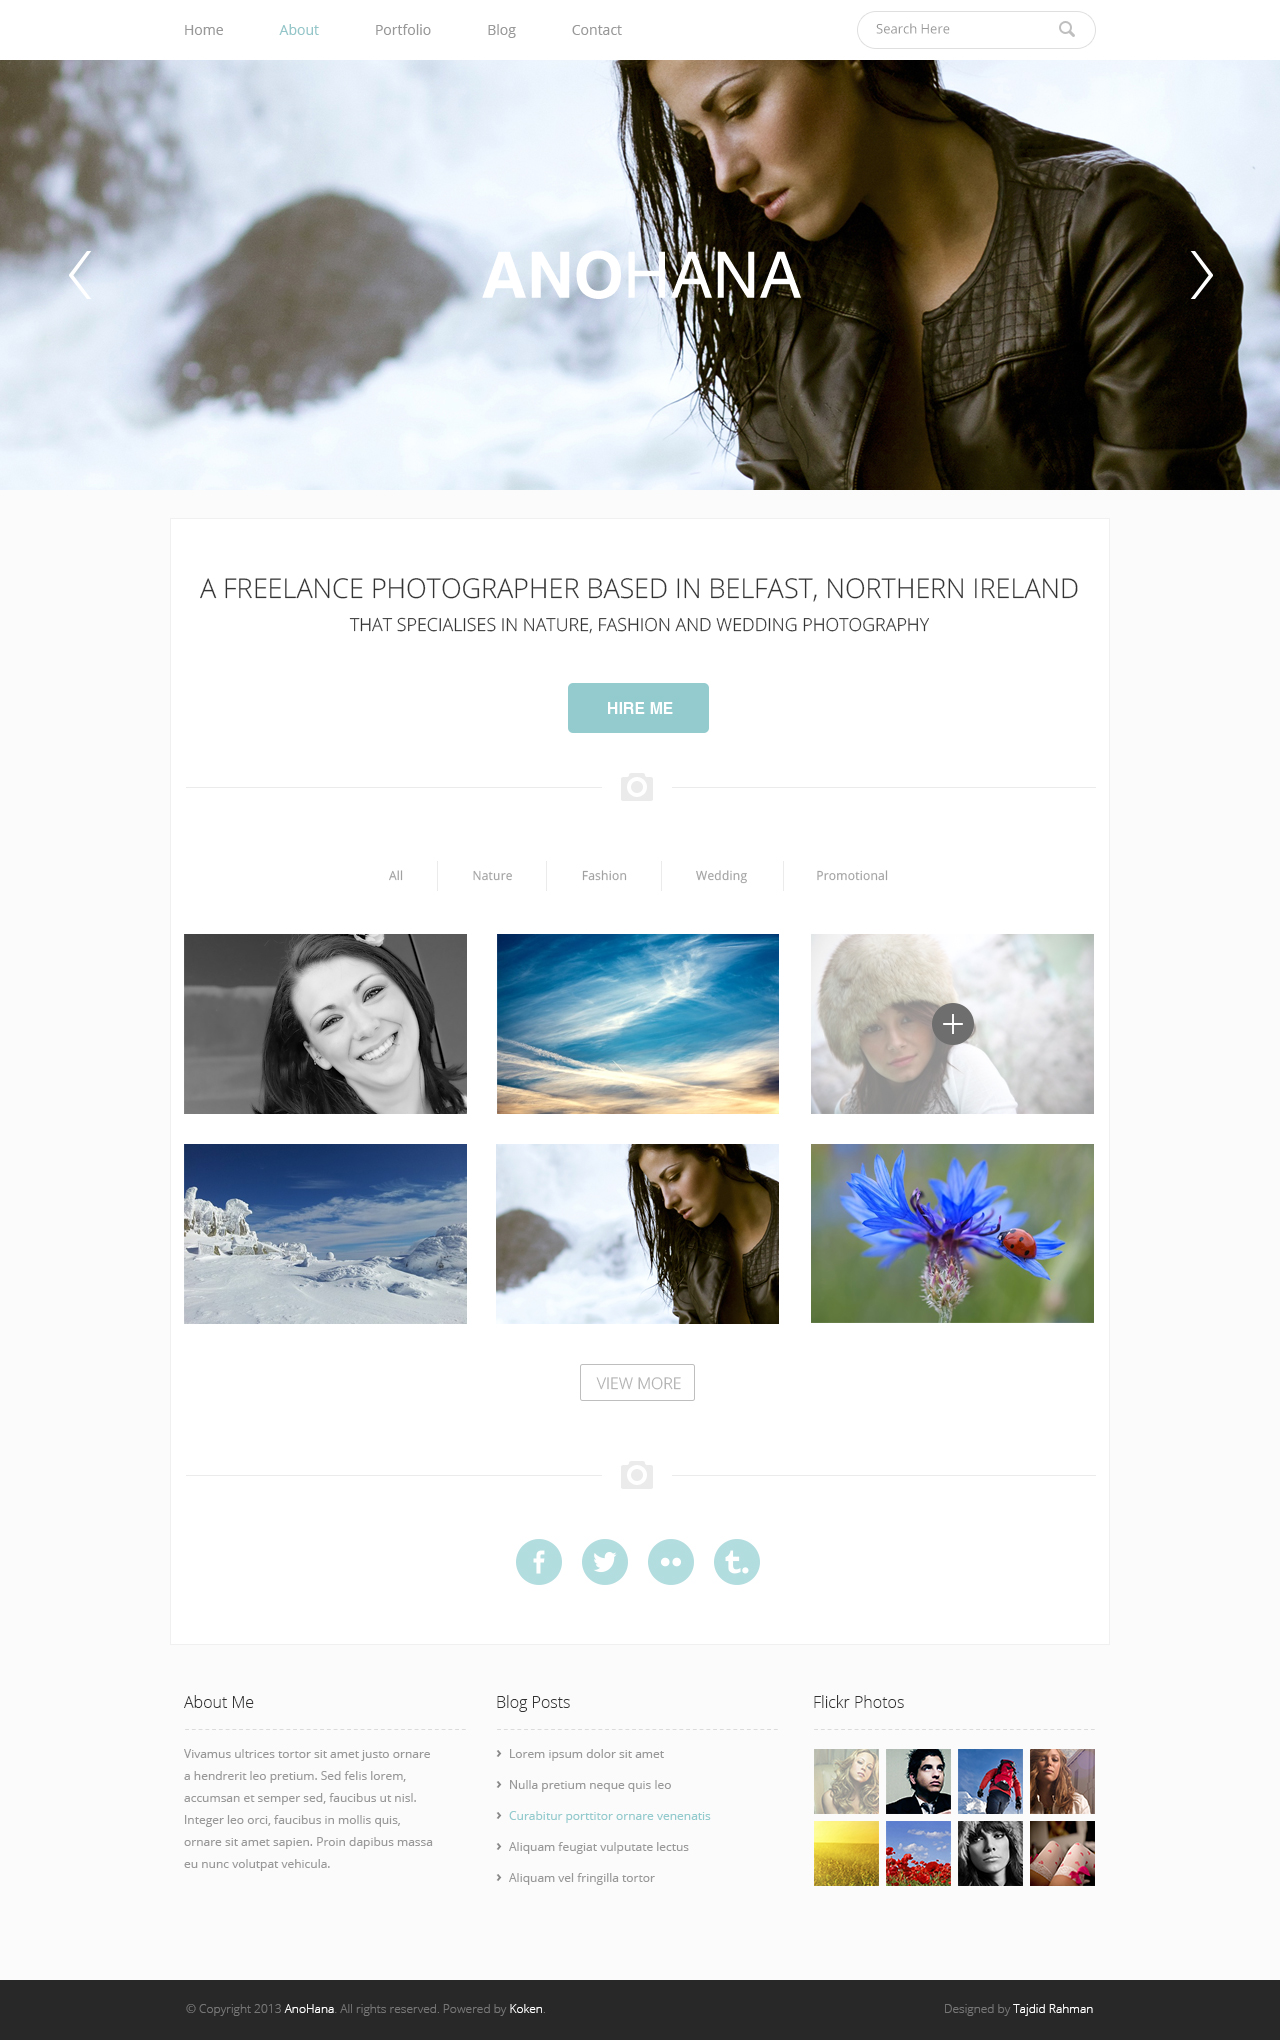 Home About Portfolio Blog Contact Search Here
ANOHANA
A FREELANCE PHOTOGRAPHER BASED IN BELFAST, NORTHERN IRELAND
THAT SPECIALISES IN NATURE, FASHION AND WEDDING PHOTOGRAPHY
HIRE ME
All Nature Fashion Wedding Promotional
VIEW MORE
About Me
Vivamus ultrices tortor sit amet justo ornare
a hendrerit leo pretium. Sed felis lorem,
accumsan et semper sed, faucibus ut nisl.
Integer leo orci, faucibus in mollis quis,
ornare sit amet sapien. Proin dapibus massa
eu nunc volutpat vehicula.
Blog Posts
› Lorem ipsum dolor sit amet
› Nulla pretium neque quis leo
› Curabitur porttitor ornare venenatis
› Aliquam feugiat vulputate lectus
› Aliquam vel fringilla tortor
Flickr Photos
© Copyright 2013 AnoHana. All rights reserved. Powered by Koken.
Designed by Tajdid Rahman